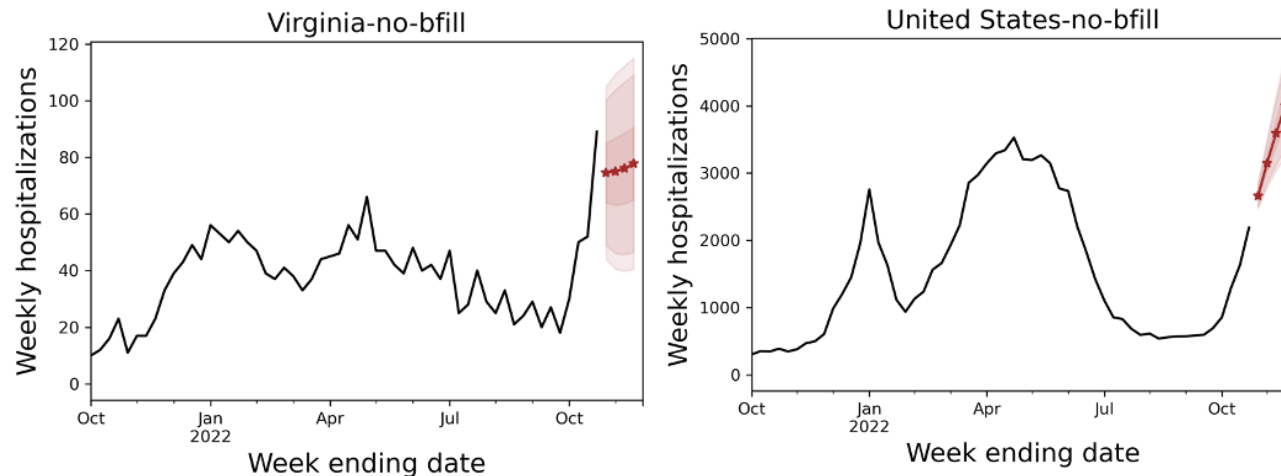 Virginia-no-bfill
120
100
80
60
40
20
0
Weekly hospitalizations
Oct Jan Apr Jul Oct
2022
Week ending date
United States-no-bfill
5000
4000
3000
2000
1000
0
Weekly hospitalizations
Oct Jan Apr Jul Oct
2022
Week ending date